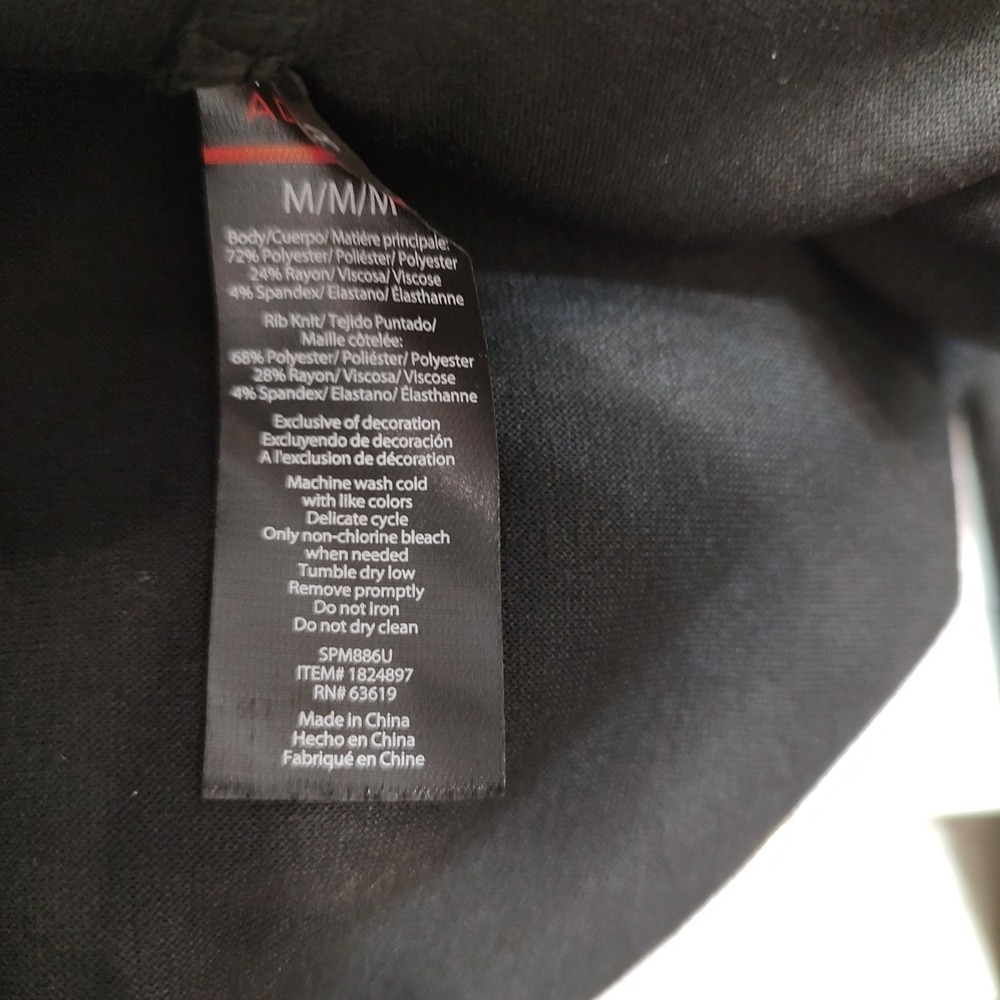 M/M/M
Body/Cuerpo/ Matiére principale:
72% Polyester/ Poliéster/ Polyester
24% Rayon/ Viscosa/ Viscose
4% Spandex/ Elastano/ Élasthanne
Rib Knit/ Tejido Puntado/
Maille côtelée:
68% Polyester/ Poliéster/ Polyester
28% Rayon/ Viscosa/ Viscose
4% Spandex/ Elastano/ Élasthanne
Exclusive of decoration
Excluyendo de decoración
A l'exclusion de décoration
Machine wash cold
with like colors
Delicate cycle
Only non-chlorine bleach
when needed
Tumble dry low
Remove promptly
Do not iron
Do not dry clean
SPM886U
ITEM# 1824897
RN# 63619
Made in China
Hecho en China
Fabriqué en Chine